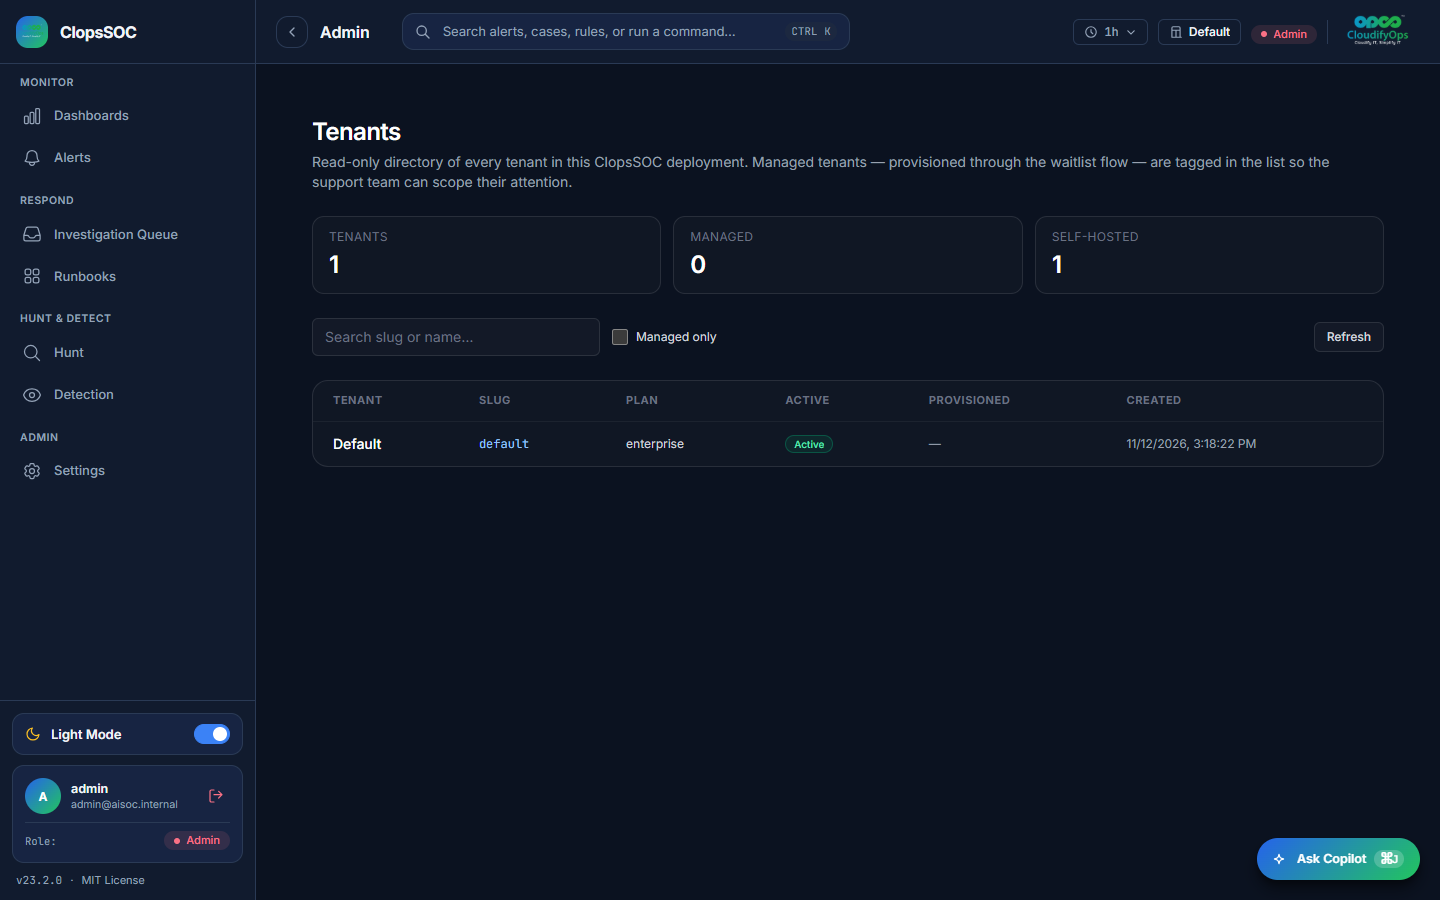 ClopsSOC
MONITOR
Dashboards
Alerts
RESPOND
Investigation Queue
Runbooks
HUNT & DETECT
Hunt
Detection
ADMIN
Settings
Light Mode
A
admin
admin@aisoc.internal
Role:
Admin
v23.2.0 · MIT License
Admin
Search alerts, cases, rules, or run a command...
CTRL K
1h
Default
Admin
CloudifyOps
Tenants
Read-only directory of every tenant in this ClopsSOC deployment. Managed tenants — provisioned through the waitlist flow — are tagged in the list so the
support team can scope their attention.
TENANTS
1
MANAGED
0
SELF-HOSTED
1
Search slug or name...
Managed only
Refresh
TENANT SLUG PLAN ACTIVE PROVISIONED CREATED
Default default enterprise Active — 11/12/2026, 3:18:22 PM
Ask Copilot ⌘J